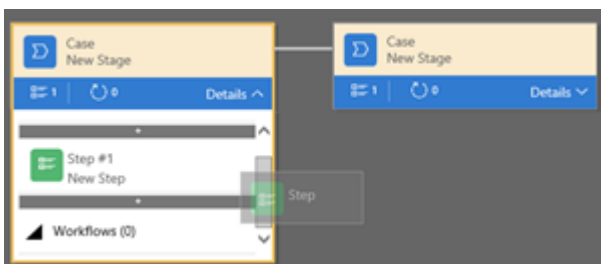 Case
New Stage
1 0 Details
+
Step #1
New Step
+
Workflows (0)
Step
Case
New Stage
1 0 Details